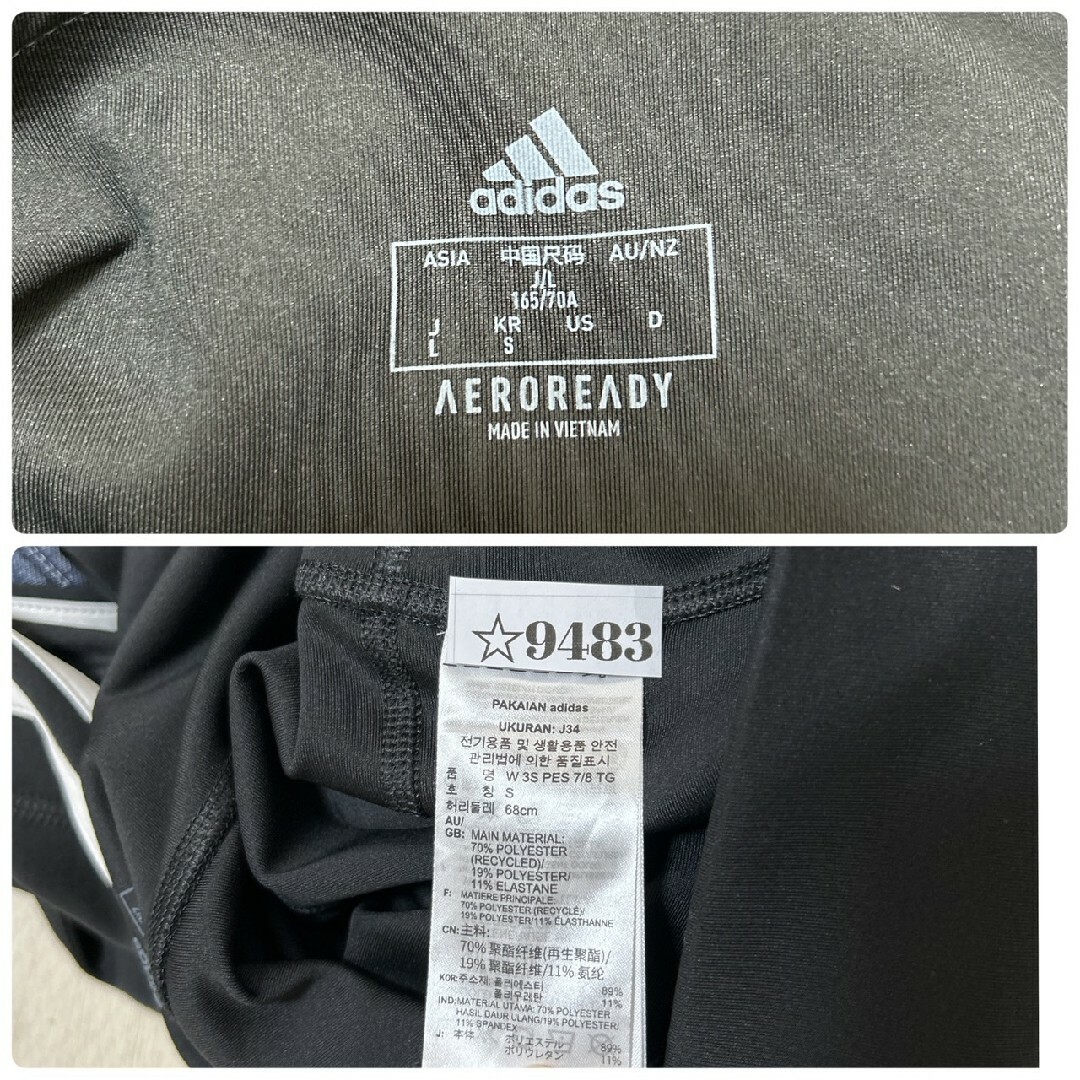 adidas
ASIA 中国尺码 AU/NZ
J/L
165/70A
J KR US D
L S
AEROREADY
MADE IN VIETNAM
☆9483
PAKAIAN adidas
UKURAN: J34
전기용품 및 생활용품 안전
관리법에 의한 품질표시
품 명 W 3S PES 7/8 TG
호 칭 S
허리둘레 68cm
AU/
GB: MAIN MATERIAL:
70% POLYESTER
(RECYCLED)/
19% POLYESTER/
11% ELASTANE
F: MATIERE PRINCIPALE:
70% POLYESTER (RECYCLÉ)/
19% POLYESTER/11% ÉLASTHANNE
CN: 主料:
70% 聚酯纤维(再生聚酯)/
19% 聚酯纤维/11% 氨纶
KOR: 주소재: 폴리에스터 89%
폴리우레탄 11%
IND: MATERIAL UTAMA: 70% POLYESTER
HASIL DAUR ULANG/19% POLYESTER/
11% SPANDEX
J: 本体 ポリエステル 89%
ポリウレタン 11%